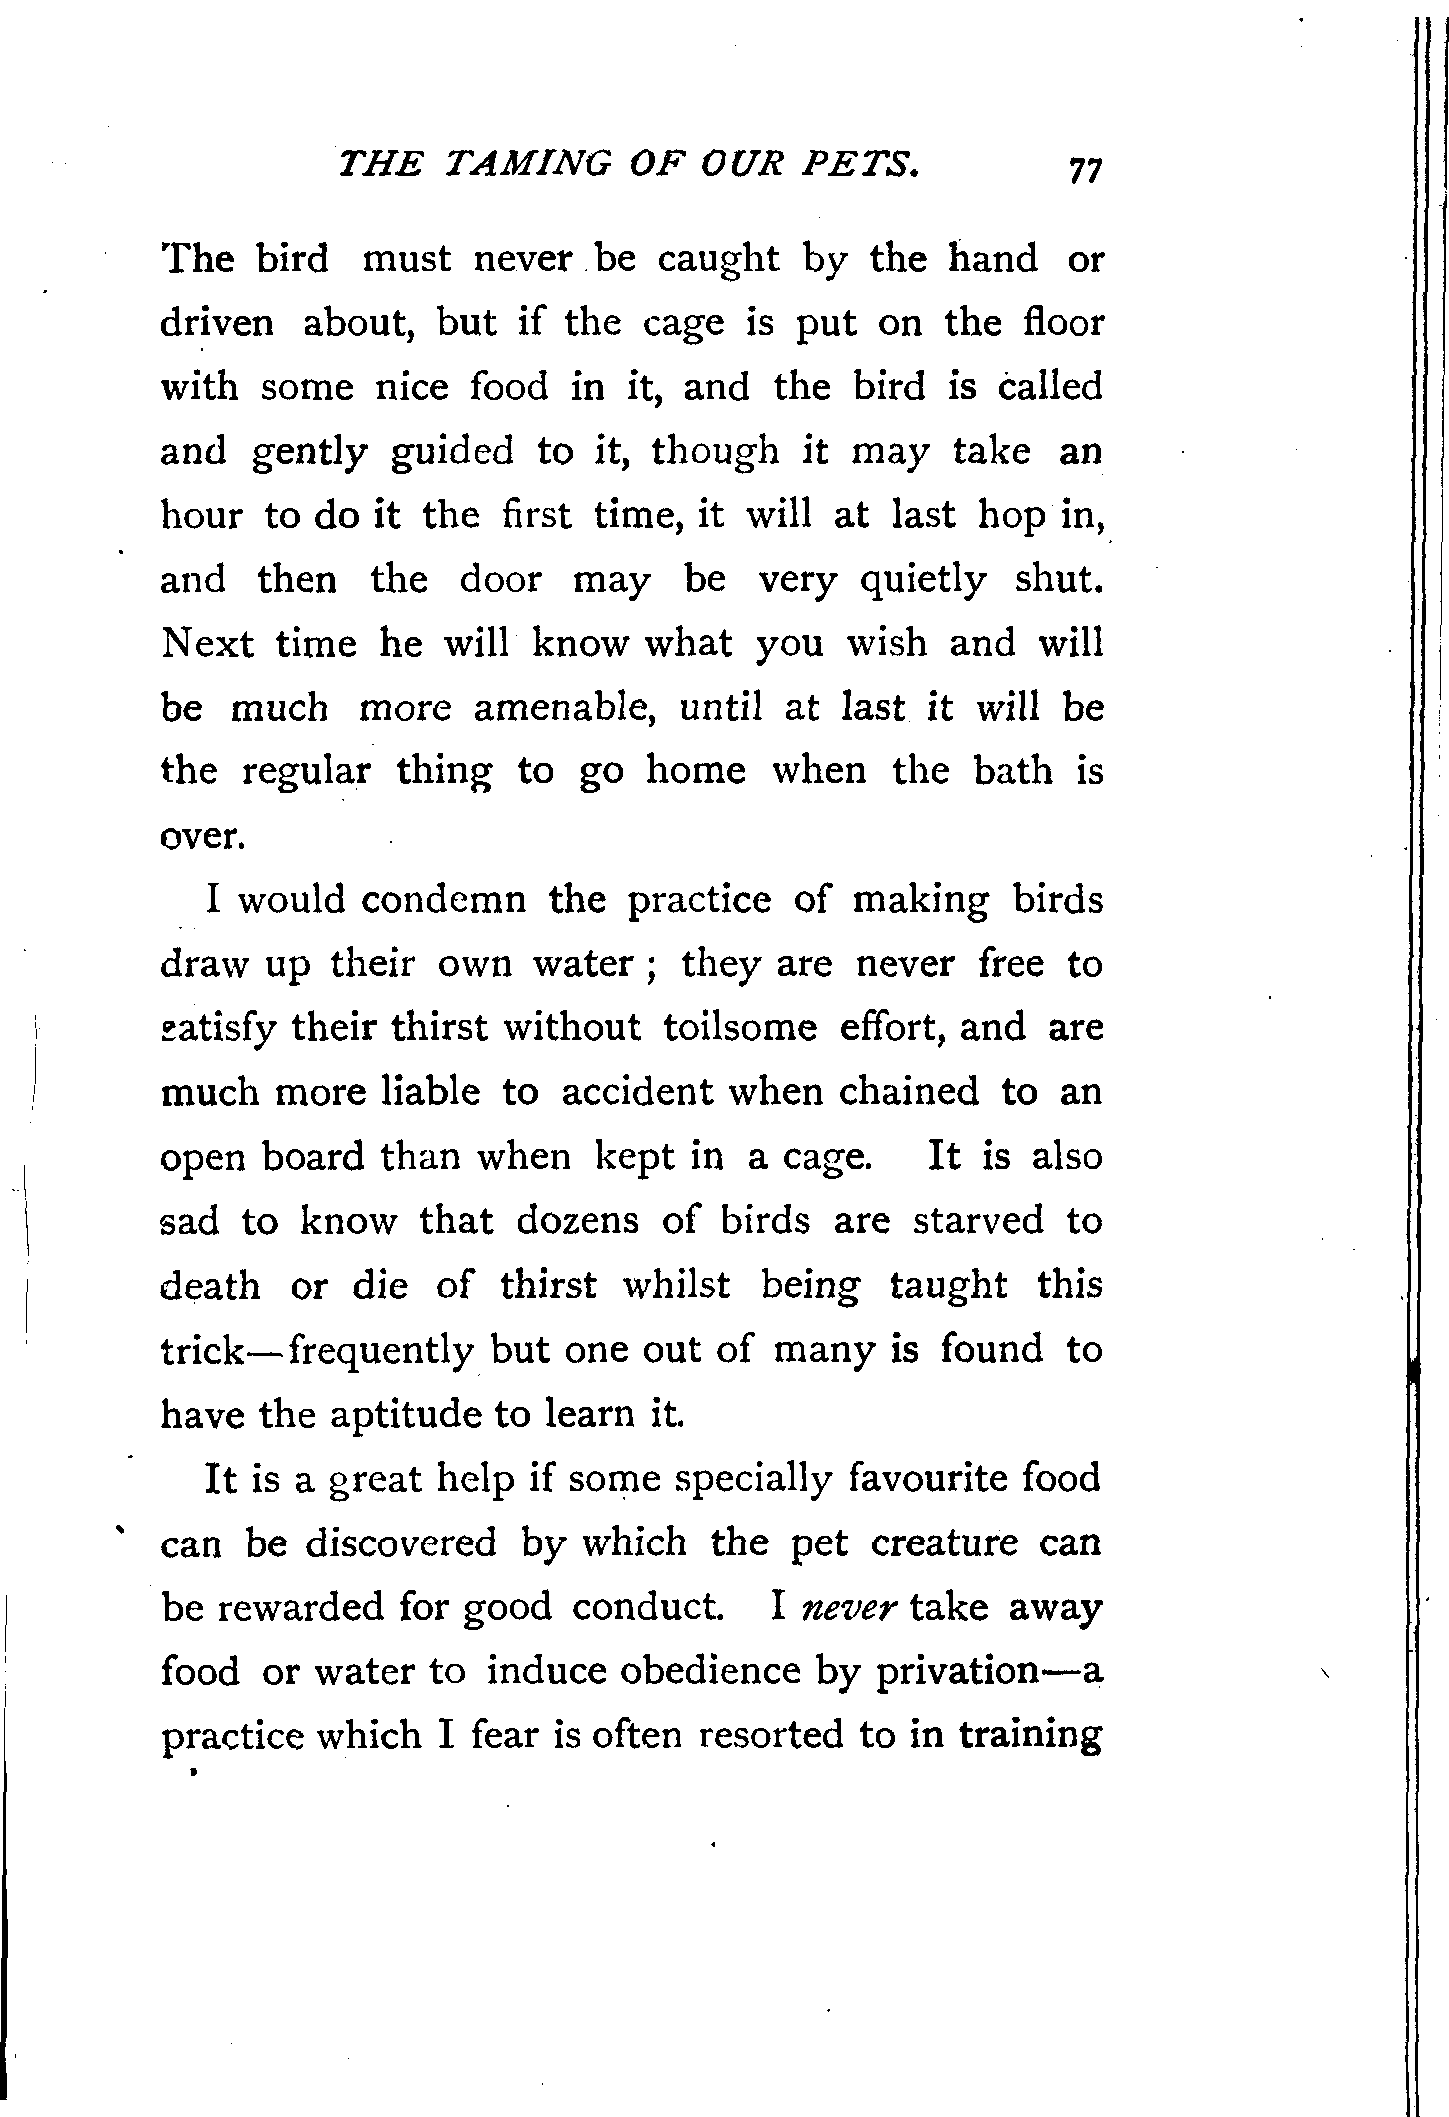 THE TAMING OF OUR PETS. 77
The bird must never be caught by the hand or
driven about, but if the cage is put on the floor
with some nice food in it, and the bird is called
and gently guided to it, though it may take an
hour to do it the first time, it will at last hop in,
and then the door may be very quietly shut.
Next time he will know what you wish and will
be much more amenable, until at last it will be
the regular thing to go home when the bath is
over.
I would condemn the practice of making birds
draw up their own water ; they are never free to
satisfy their thirst without toilsome effort, and are
much more liable to accident when chained to an
open board than when kept in a cage. It is also
sad to know that dozens of birds are starved to
death or die of thirst whilst being taught this
trick—frequently but one out of many is found to
have the aptitude to learn it.
It is a great help if some specially favourite food
can be discovered by which the pet creature can
be rewarded for good conduct. I never take away
food or water to induce obedience by privation—a
practice which I fear is often resorted to in training